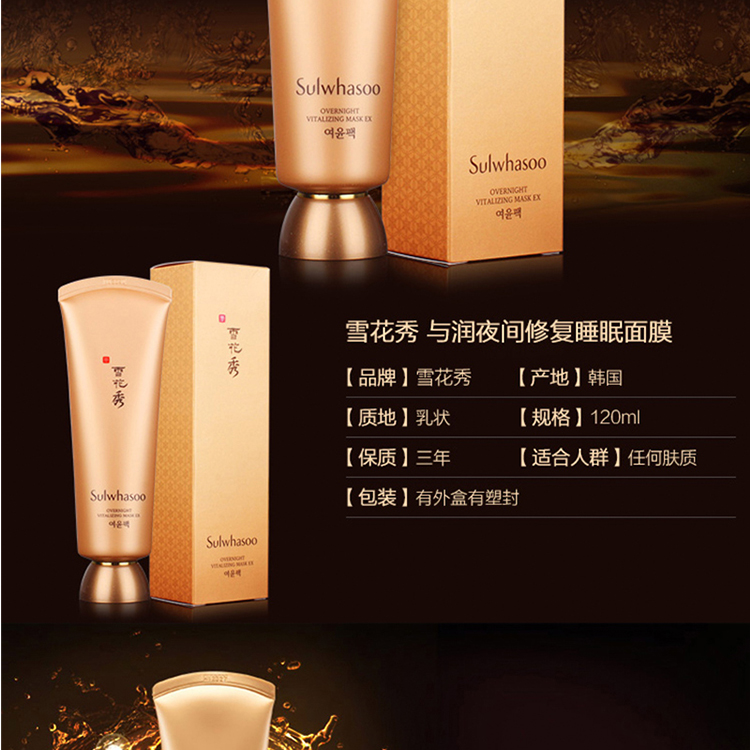 Sulwhasoo
OVERNIGHT
VITALIZING MASK EX
여윤팩
Sulwhasoo
OVERNIGHT
VITALIZING MASK EX
여윤팩
雪花秀 与润夜间修复睡眠面膜
【品牌】雪花秀 【产地】韩国
【质地】乳状 【规格】120ml
【保质】三年 【适合人群】任何肤质
【包装】有外盒有塑封
雪花秀
Sulwhasoo
OVERNIGHT
VITALIZING MASK EX
여윤팩
雪花秀
Sulwhasoo
OVERNIGHT
VITALIZING MASK EX
여윤팩